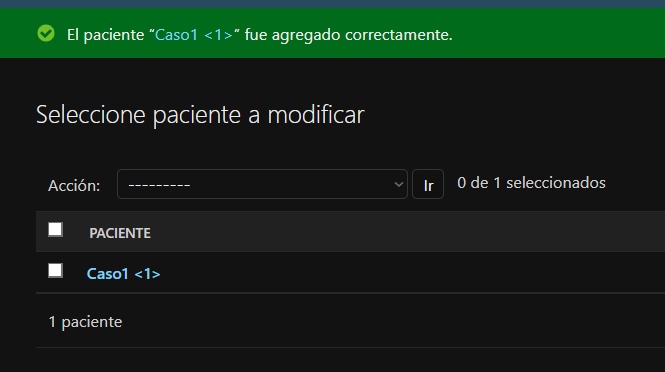 El paciente “Caso1 <1>” fue agregado correctamente.
Seleccione paciente a modificar
Acción: --------- Ir 0 de 1 seleccionados
PACIENTE
Caso1 <1>
1 paciente